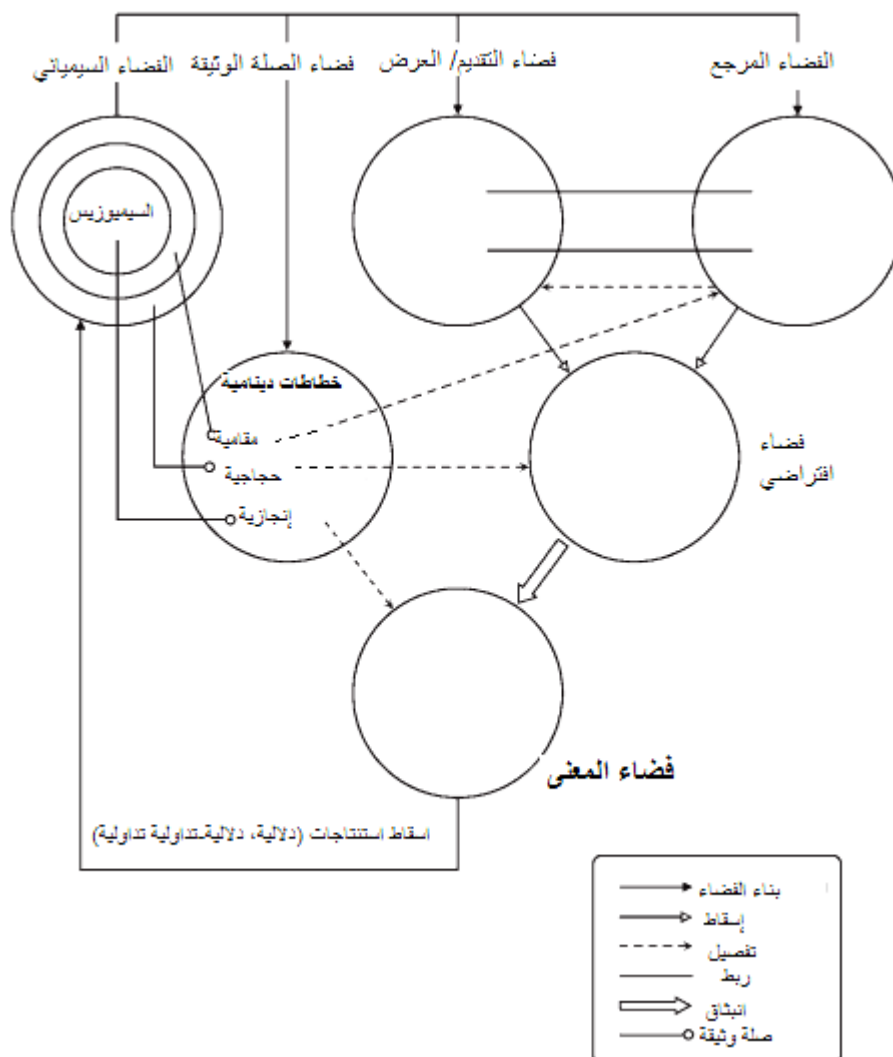 الفضاء المرجع
فضاء التقديم/ العرض
فضاء الصلة الوثيقة
الفضاء السيميائي
السيميوزيس
خطاطات دينامية
مقامية
حجاجية
إنجازية
فضاء
افتراضي
فضاء المعنى
اسقاط استنتاجات (دلالية، دلالية-تداولية تداولية)
بناء الفضاء
إسقاط
تفصيل
ربط
انبثاق
صلة وثيقة